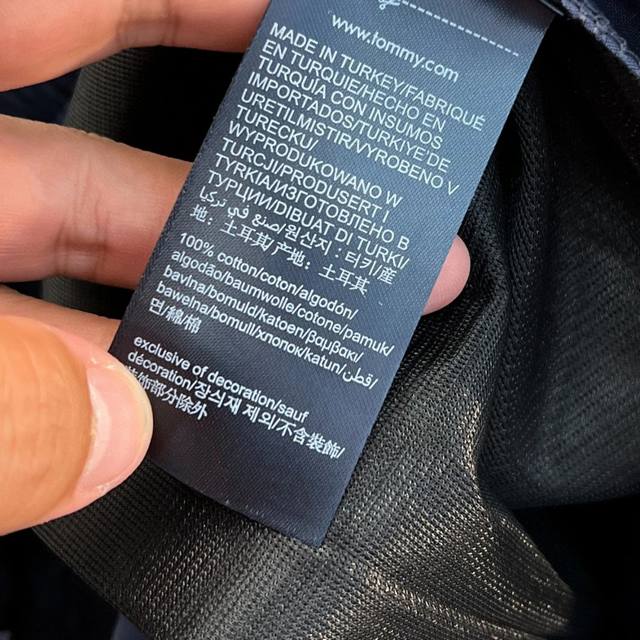 www.tommy.com
MADE IN TURKEY/FABRIQUÉ
EN TURQUIE/HECHO EN
TURQUÍA CON INSUMOS
IMPORTADOS/TÜRKIYE'DE
ÜRETILMISTIR/VYROBENO V
TURECKU/
WYPRODUKOWANO W
TURCJI/PRODUSERT I
TYRKIA/ИЗГОТОВЛЕНО В
ТУРЦИИ/DIBUAT DI TURKI/
صنع في تركيا/원산지: 터키/產
地: 土耳其/产地: 土耳其
100% cotton/coton/algodón/
algodão/baumwolle/cotone/pamuk/
bavlna/bomuld/katoen/βαμβακι/
bawełna/bomull/хлопок/katun/قطن/
면/綿/棉
exclusive of decoration/sauf
décoration/장식재 제외/不含裝飾/
装饰部分除外